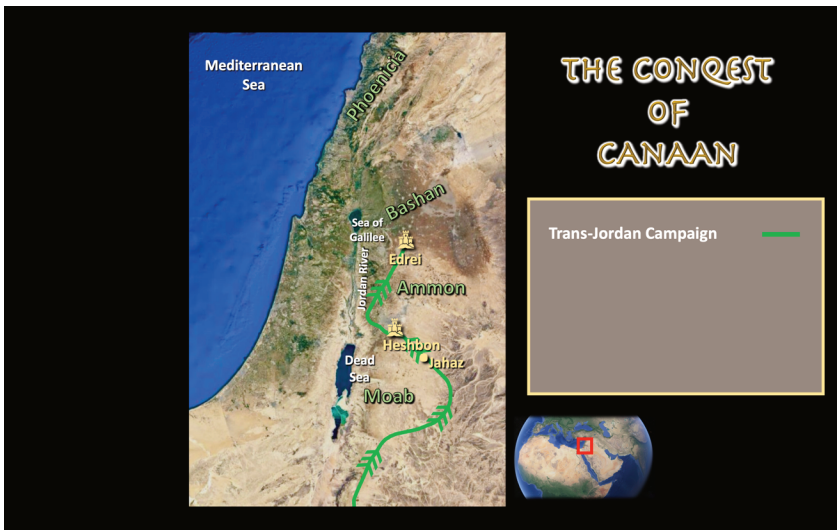 THE CONQEST
OF
CANAAN
Mediterranean
Sea
Phoenicia
Bashan
Sea of
Galilee
Edrei
Jordan River
Ammon
Heshbon
Jahaz
Dead
Sea
Moab
Trans-Jordan Campaign